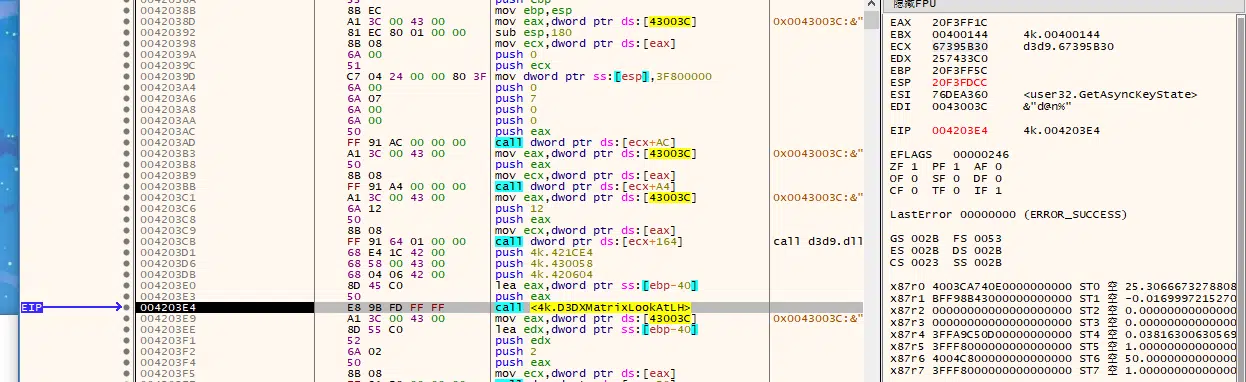 隐藏FPU
0042038A 55 push ebp
8B EC mov ebp,esp
0042038D A1 3C 00 43 00 mov eax,dword ptr ds:[43003C] 0x0043003C:&"
00420392 81 EC 80 01 00 00 sub esp,180
00420398 8B 08 mov ecx,dword ptr ds:[eax]
0042039A 6A 00 push 0
0042039C 51 push ecx
0042039D C7 04 24 00 00 80 3F mov dword ptr ss:[esp],3F800000
004203A4 6A 00 push 0
004203A6 6A 07 push 7
004203A8 6A 00 push 0
004203AA 6A 00 push 0
004203AC 50 push eax
004203AD FF 91 AC 00 00 00 call dword ptr ds:[ecx+AC]
004203B3 A1 3C 00 43 00 mov eax,dword ptr ds:[43003C] 0x0043003C:&"
004203B8 50 push eax
004203B9 8B 08 mov ecx,dword ptr ds:[eax]
004203BB FF 91 A4 00 00 00 call dword ptr ds:[ecx+A4]
004203C1 A1 3C 00 43 00 mov eax,dword ptr ds:[43003C] 0x0043003C:&"
004203C6 6A 12 push 12
004203C8 50 push eax
004203C9 8B 08 mov ecx,dword ptr ds:[eax]
004203CB FF 91 64 01 00 00 call dword ptr ds:[ecx+164] call d3d9.dll
004203D1 68 E4 1C 42 00 push 4k.421CE4
004203D6 68 58 00 43 00 push 4k.430058
004203DB 68 04 06 42 00 push 4k.420604
004203E0 8D 45 C0 lea eax,dword ptr ss:[ebp-40]
004203E3 50 push eax
EIP 004203E4 E8 9B FD FF FF call <4k.D3DXMatrixLookAtLH>
004203E9 A1 3C 00 43 00 mov eax,dword ptr ds:[43003C] 0x0043003C:&"
004203EE 8D 55 C0 lea edx,dword ptr ss:[ebp-40]
004203F1 52 push edx
004203F2 6A 02 push 2
004203F4 50 push eax
004203F5 8B 08 mov ecx,dword ptr ds:[eax]
EAX 20F3FF1C
EBX 00400144 4k.00400144
ECX 67395B30 d3d9.67395B30
EDX 257433C0
EBP 20F3FF5C
ESP 20F3FDCC
ESI 76DEA360 <user32.GetAsyncKeyState>
EDI 0043003C &"d@n%"
EIP 004203E4 4k.004203E4
EFLAGS 00000246
ZF 1 PF 1 AF 0
OF 0 SF 0 DF 0
CF 0 TF 0 IF 1
LastError 00000000 (ERROR_SUCCESS)
GS 002B FS 0053
ES 002B DS 002B
CS 0023 SS 002B
x87r0 4003CA740E0000000000 ST0 空 25.3066673278808
x87r1 BFF98B43000000000000 ST1 空 -0.0169997215270
x87r2 00000000000000000000 ST2 空 0.00000000000000
x87r3 00000000000000000000 ST3 空 0.00000000000000
x87r4 3FFA9C50D00000000000 ST4 空 0.03816300630569
x87r5 3FFF8000000000000000 ST5 空 1.00000000000000
x87r6 4004C800000000000000 ST6 空 50.0000000000000
x87r7 3FFF8000000000000000 ST7 空 1.00000000000000